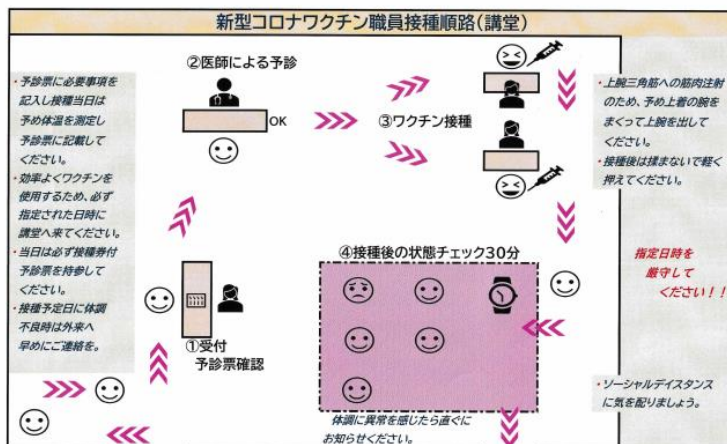 新型コロナワクチン職員接種順路(講堂)
・予診票に必要事項を
記入し接種当日は
予め体温を測定し
予診票に記載して
ください。
・効率よくワクチンを
使用するため、必ず
指定された日時に
講堂へ来てください。
・当日は必ず接種券付
予診票を持参して
ください。
・接種予定日に体調
不良時は外来へ
早めにご連絡を。
①受付
予診票確認
②医師による予診
OK
③ワクチン接種
・上腕三角筋への筋肉注射
のため、予め上着の腕を
まくって上腕を出して
ください。
・接種後は揉まないで軽く
押えてください。
④接種後の状態チェック30分
体調に異常を感じたら直ぐに
お知らせください。
指定日時を
厳守して
ください!!
・ソーシャルデイスタンス
に気を配りましょう。